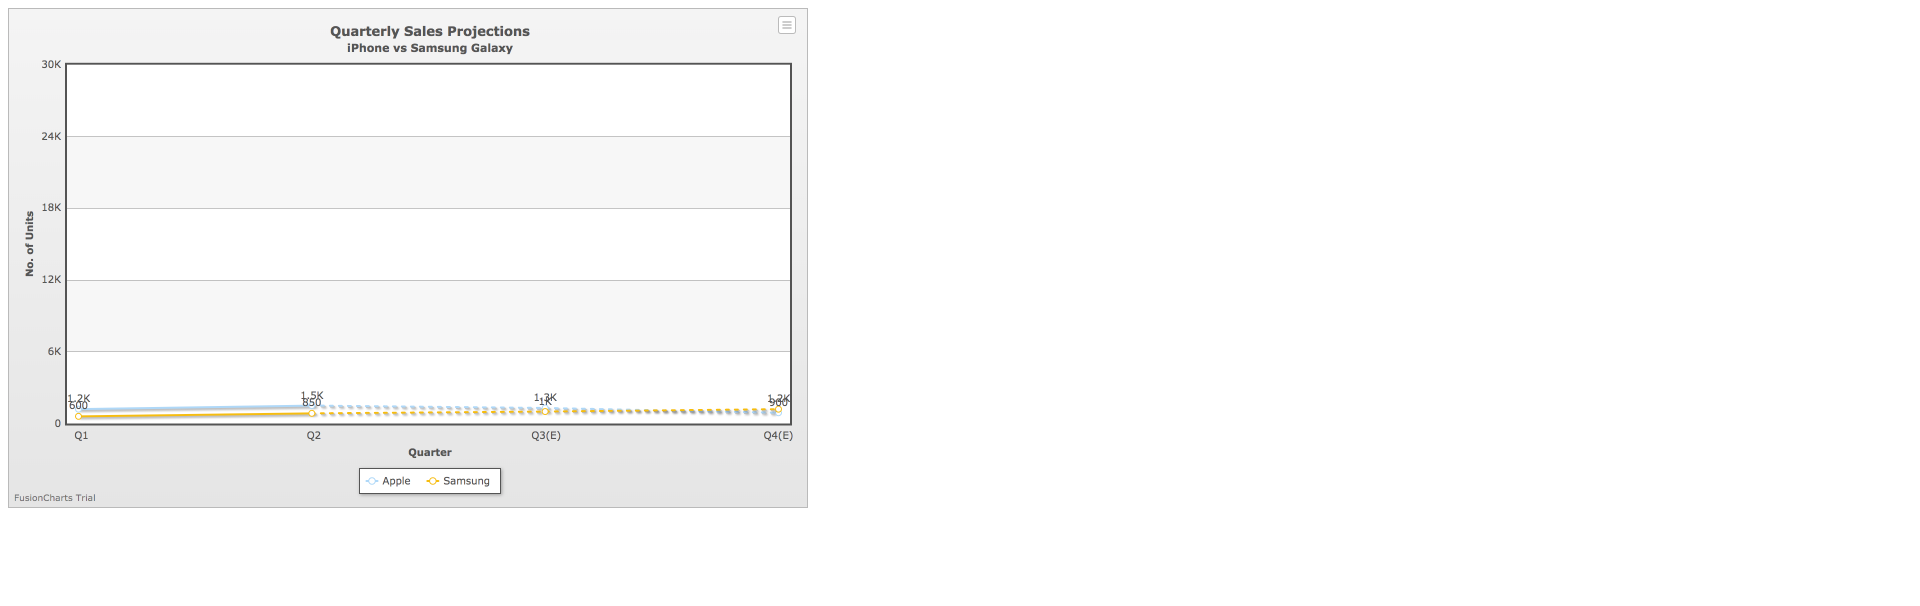 Quarterly Sales Projections
iPhone vs Samsung Galaxy
30K
24K
18K
12K
6K
0
No. of Units
1.2K
600
1.5K
850
1.3K
1K
1.2K
900
Q1 Q2 Q3(E) Q4(E)
Quarter
Apple Samsung
FusionCharts Trial